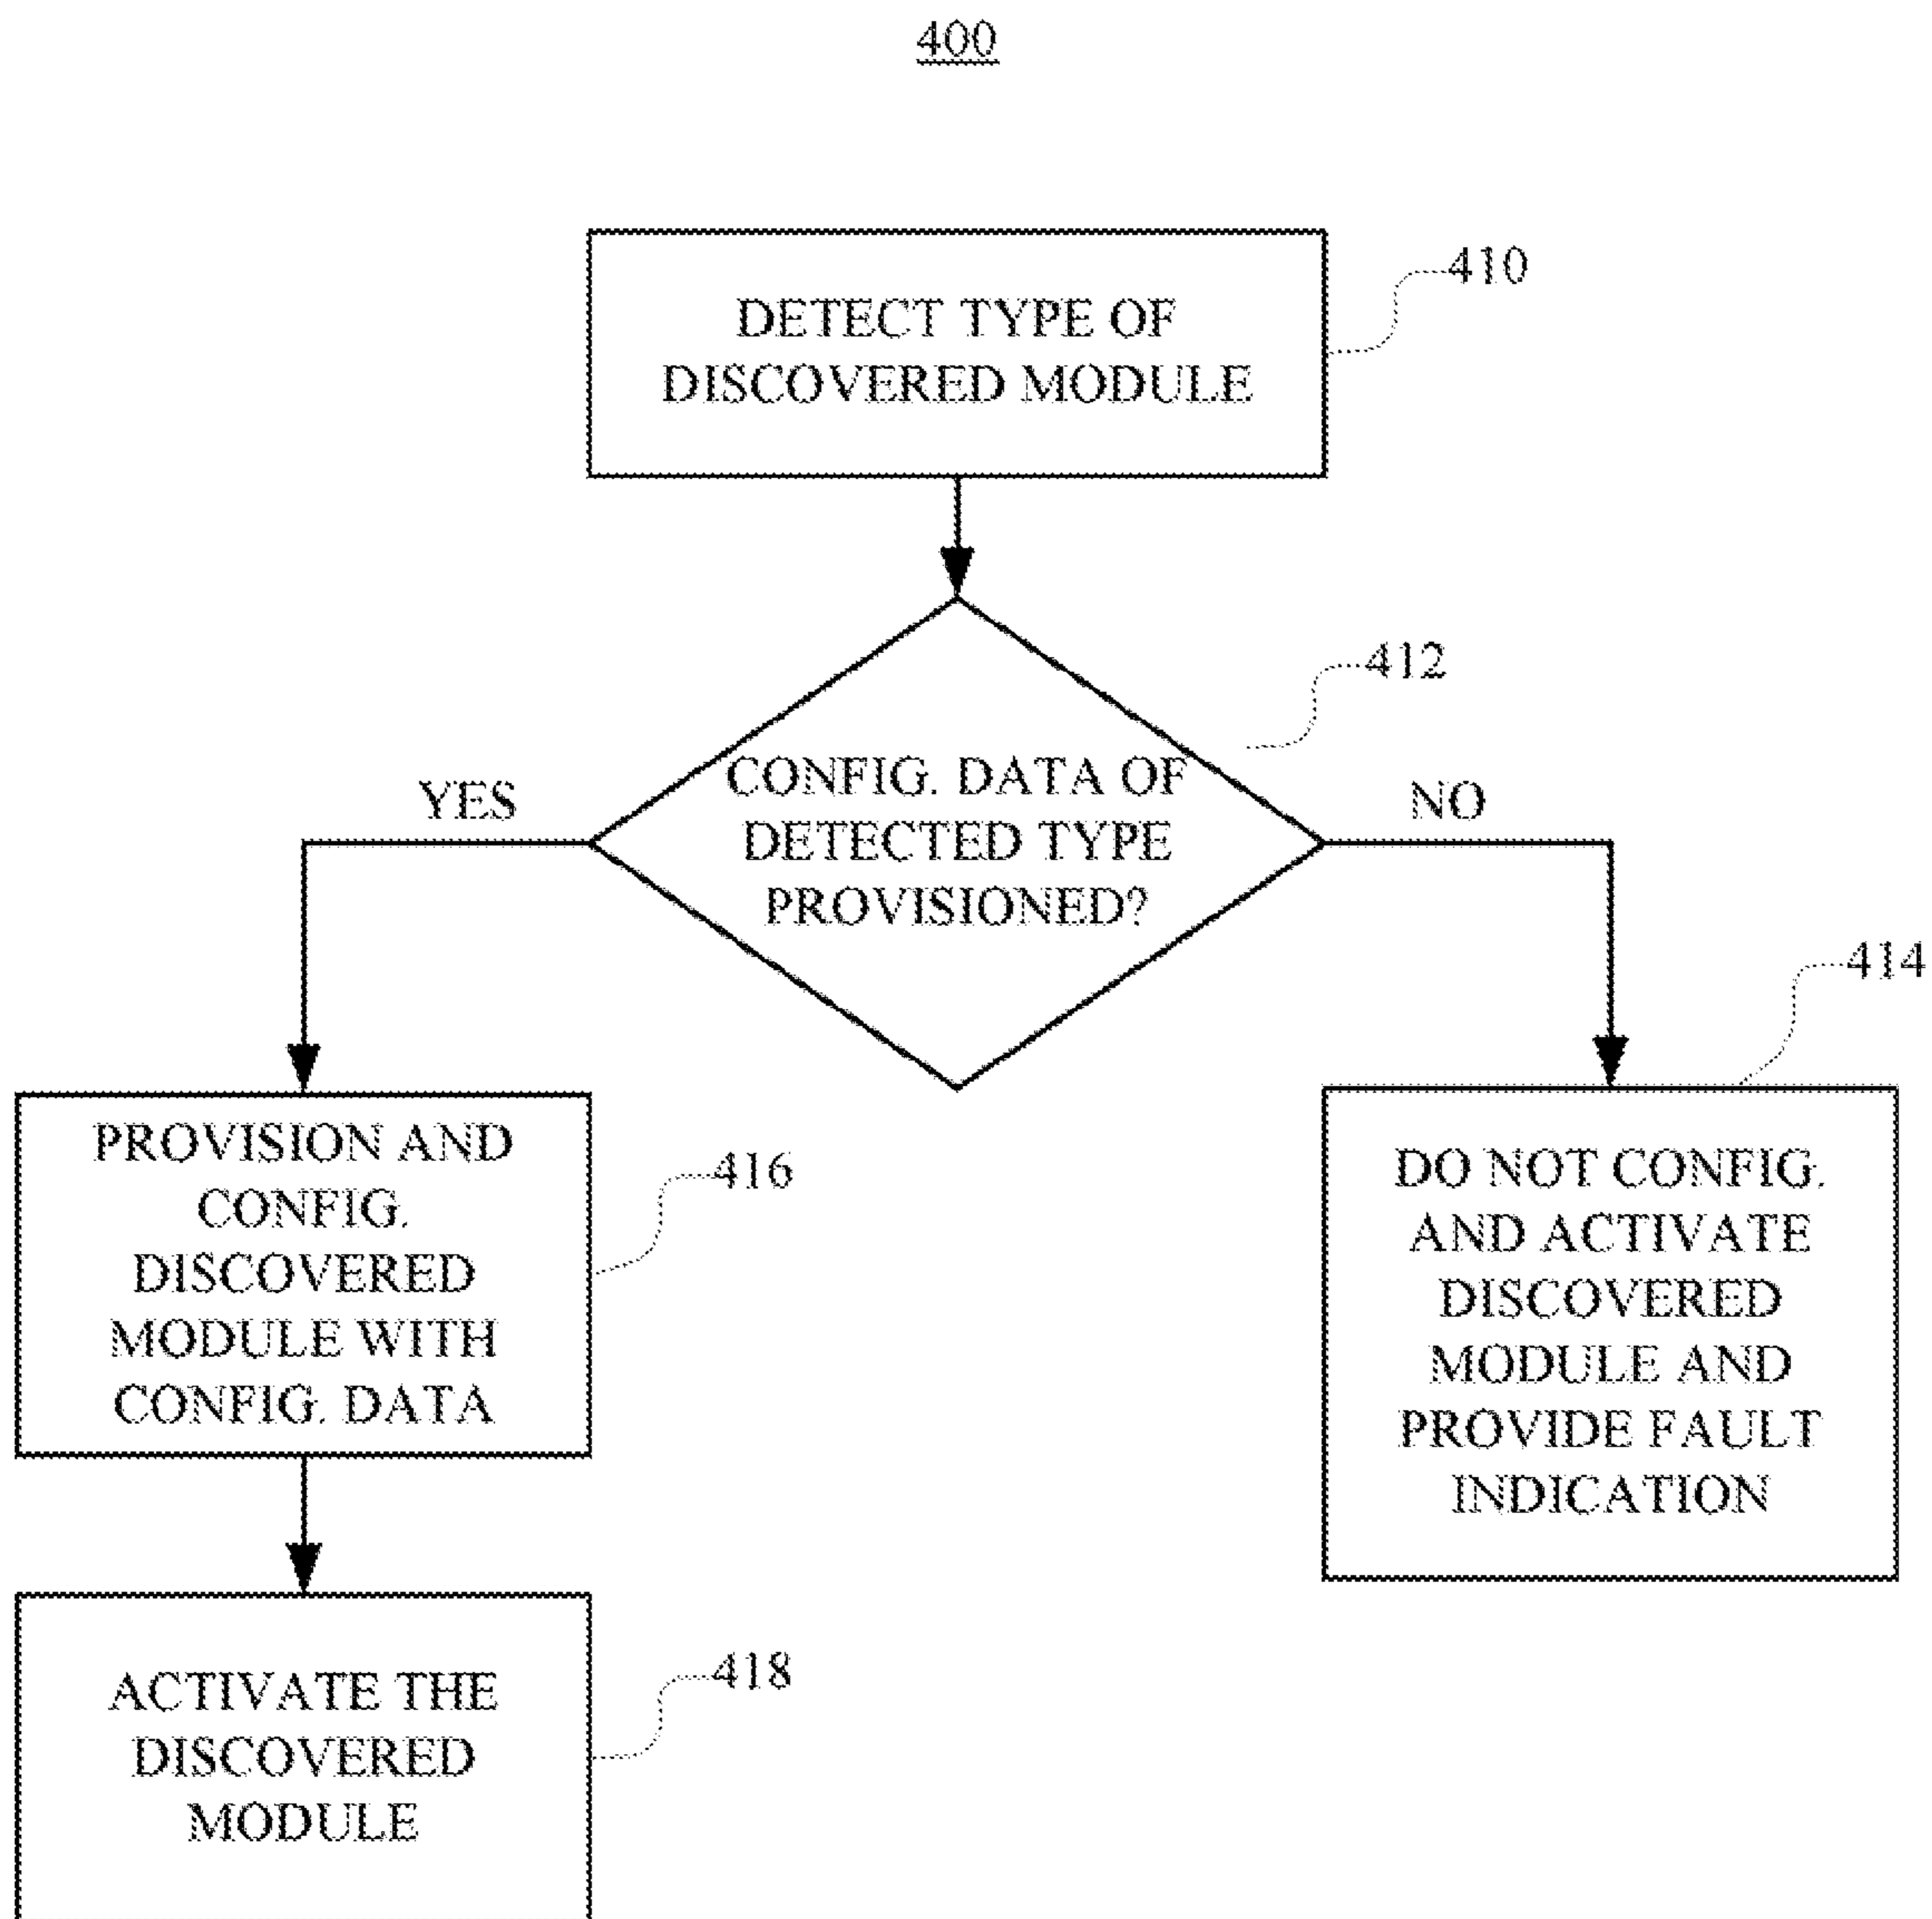 400
DETECT TYPE OF
DISCOVERED MODULE
410
412
CONFIG. DATA OF
DETECTED TYPE
PROVISIONED?
YES
NO
414
PROVISION AND
CONFIG.
DISCOVERED
MODULE WITH
CONFIG. DATA
416
DO NOT CONFIG.
AND ACTIVATE
DISCOVERED
MODULE AND
PROVIDE FAULT
INDICATION
ACTIVATE THE
DISCOVERED
MODULE
418